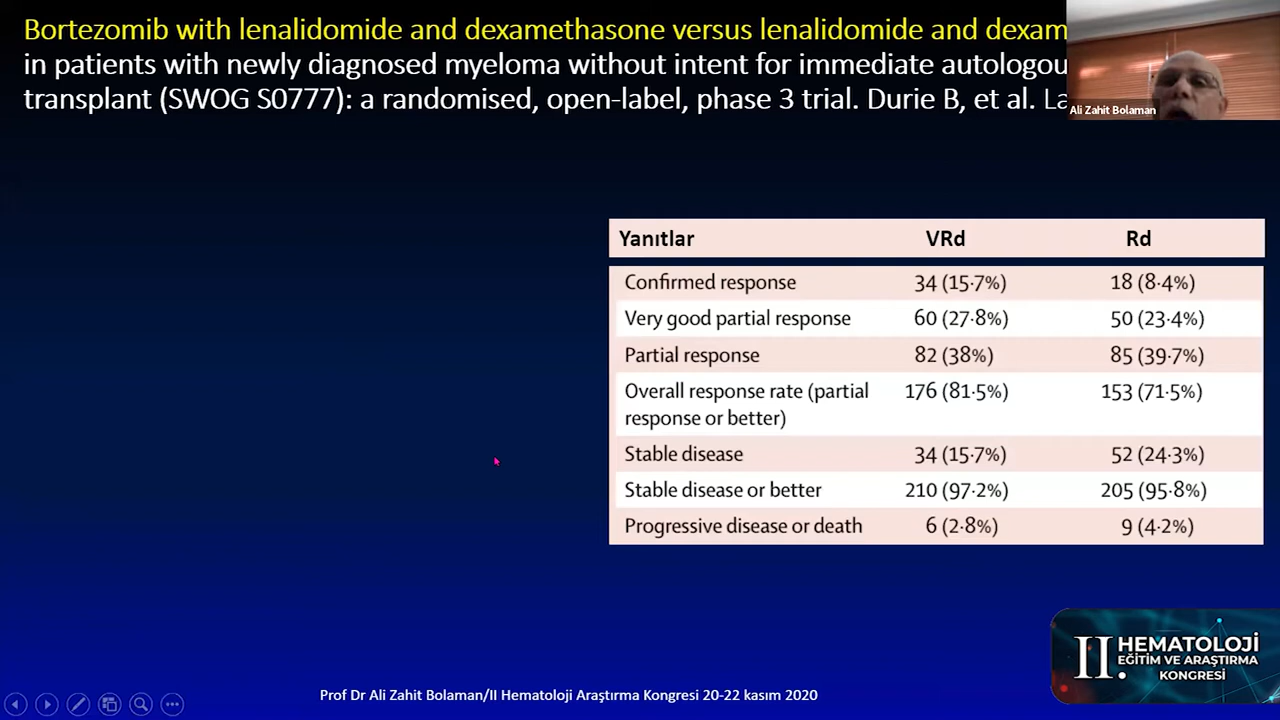 Bortezomib with lenalidomide and dexamethasone versus lenalidomide and dexam
in patients with newly diagnosed myeloma without intent for immediate autologou
transplant (SWOG S0777): a randomised, open-label, phase 3 trial. Durie B, et al. La
Ali Zahit Bolaman
Yanıtlar VRd Rd
Confirmed response 34 (15·7%) 18 (8·4%)
Very good partial response 60 (27·8%) 50 (23·4%)
Partial response 82 (38%) 85 (39·7%)
Overall response rate (partial 176 (81·5%) 153 (71·5%)
response or better)
Stable disease 34 (15·7%) 52 (24·3%)
Stable disease or better 210 (97·2%) 205 (95·8%)
Progressive disease or death 6 (2·8%) 9 (4·2%)
II. HEMATOLOJİ
EĞİTİM VE ARAŞTIRMA
KONGRESİ
Prof Dr Ali Zahit Bolaman/II Hematoloji Araştırma Kongresi 20-22 kasım 2020